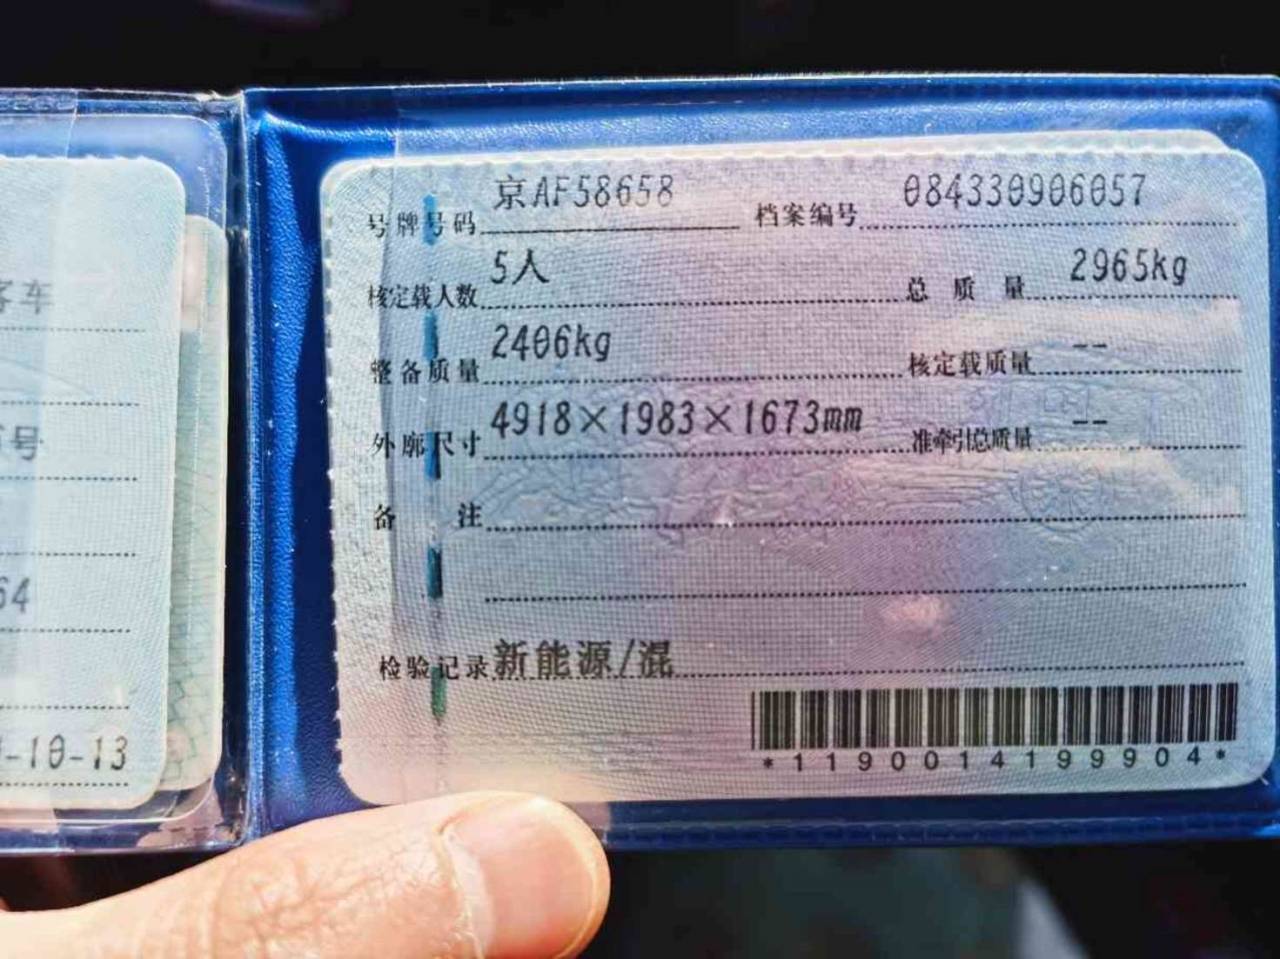 客车
号
64
-10-13
号牌号码 京AF58658 档案编号 084330906057
核定载人数 5人 总质量 2965kg
整备质量 2406kg 核定载质量 --
外廓尺寸 4918×1983×1673mm 准牵引总质量 --
备注
检验记录 新能源/混
*1190014199904*